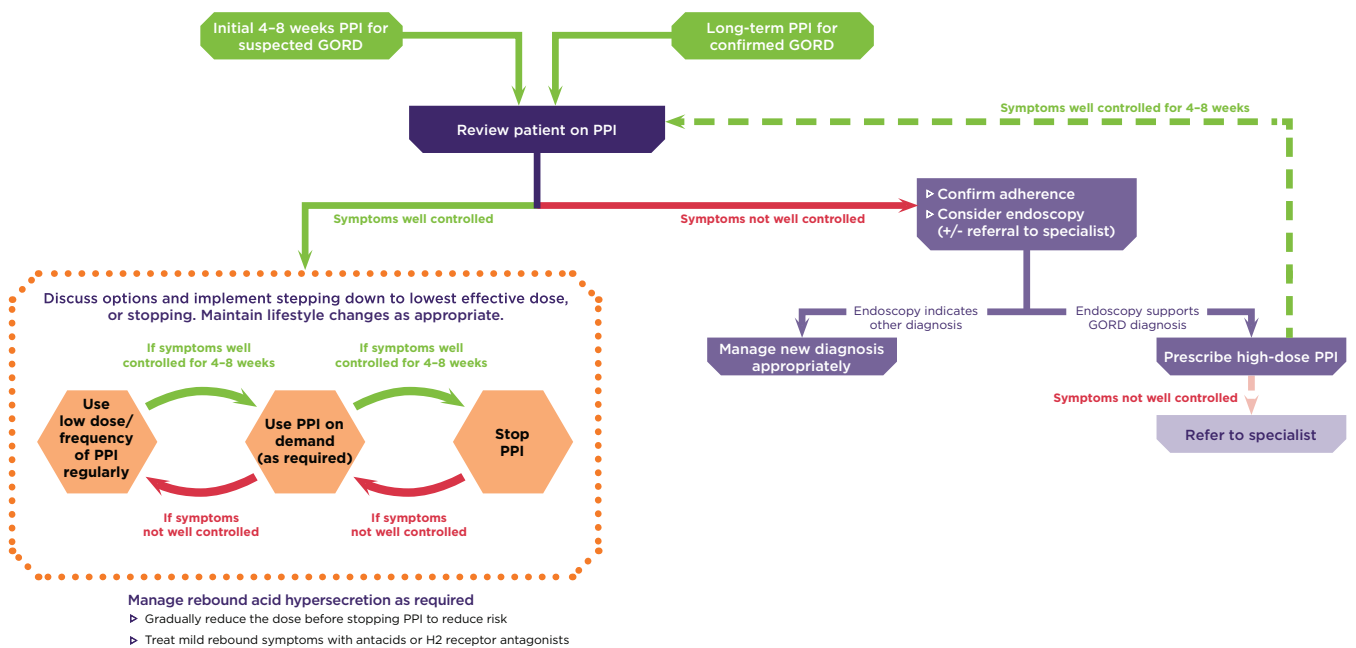 Initial 4–8 weeks PPI for
suspected GORD
Long-term PPI for
confirmed GORD
Symptoms well controlled for 4–8 weeks
Review patient on PPI
Symptoms well controlled
Symptoms not well controlled
▹ Confirm adherence
▹ Consider endoscopy
(+/- referral to specialist)
Discuss options and implement stepping down to lowest effective dose,
or stopping. Maintain lifestyle changes as appropriate.
Endoscopy indicates
other diagnosis
Endoscopy supports
GORD diagnosis
Manage new diagnosis
appropriately
Prescribe high-dose PPI
Symptoms not well controlled
Refer to specialist
If symptoms well
controlled for 4–8 weeks
If symptoms well
controlled for 4–8 weeks
Use
low dose/
frequency
of PPI
regularly
Use PPI on
demand
(as required)
Stop
PPI
If symptoms
not well controlled
If symptoms
not well controlled
Manage rebound acid hypersecretion as required
▹ Gradually reduce the dose before stopping PPI to reduce risk
▹ Treat mild rebound symptoms with antacids or H2 receptor antagonists